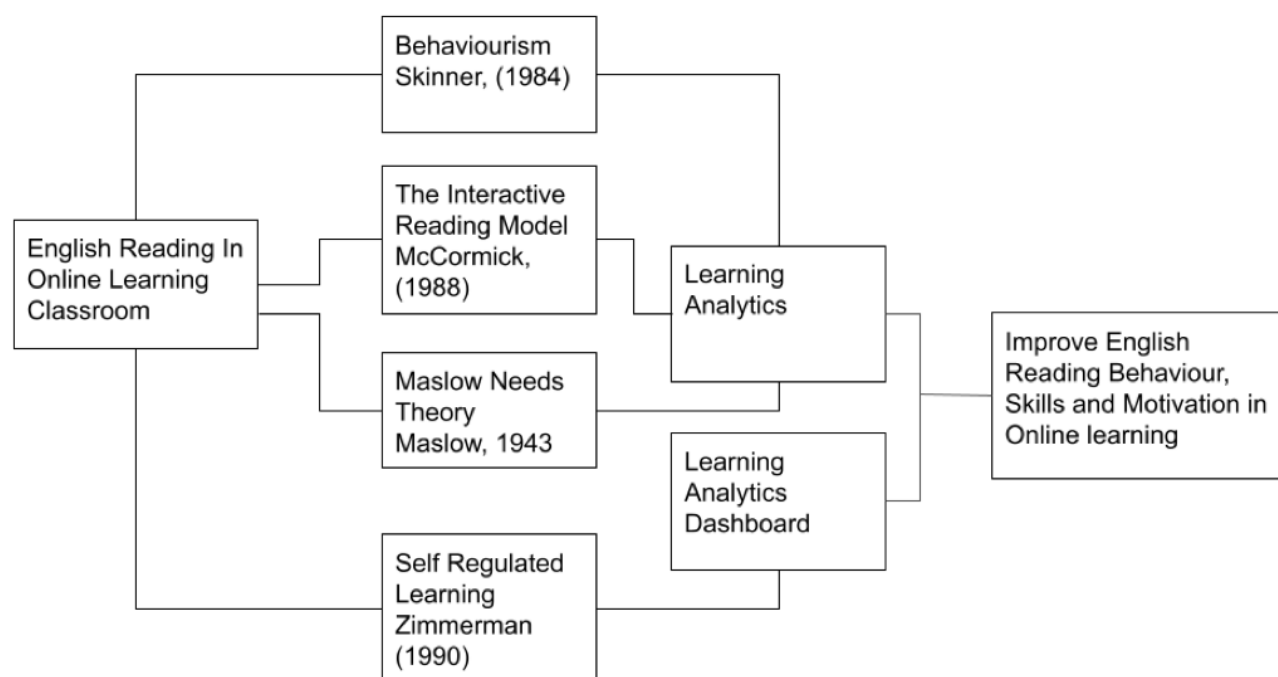 Behaviourism
Skinner, (1984)
The Interactive
Reading Model
McCormick,
(1988)
English Reading In
Online Learning
Classroom
Learning
Analytics
Improve English
Reading Behaviour,
Skills and Motivation in
Online learning
Maslow Needs
Theory
Maslow, 1943
Learning
Analytics
Dashboard
Self Regulated
Learning
Zimmerman
(1990)